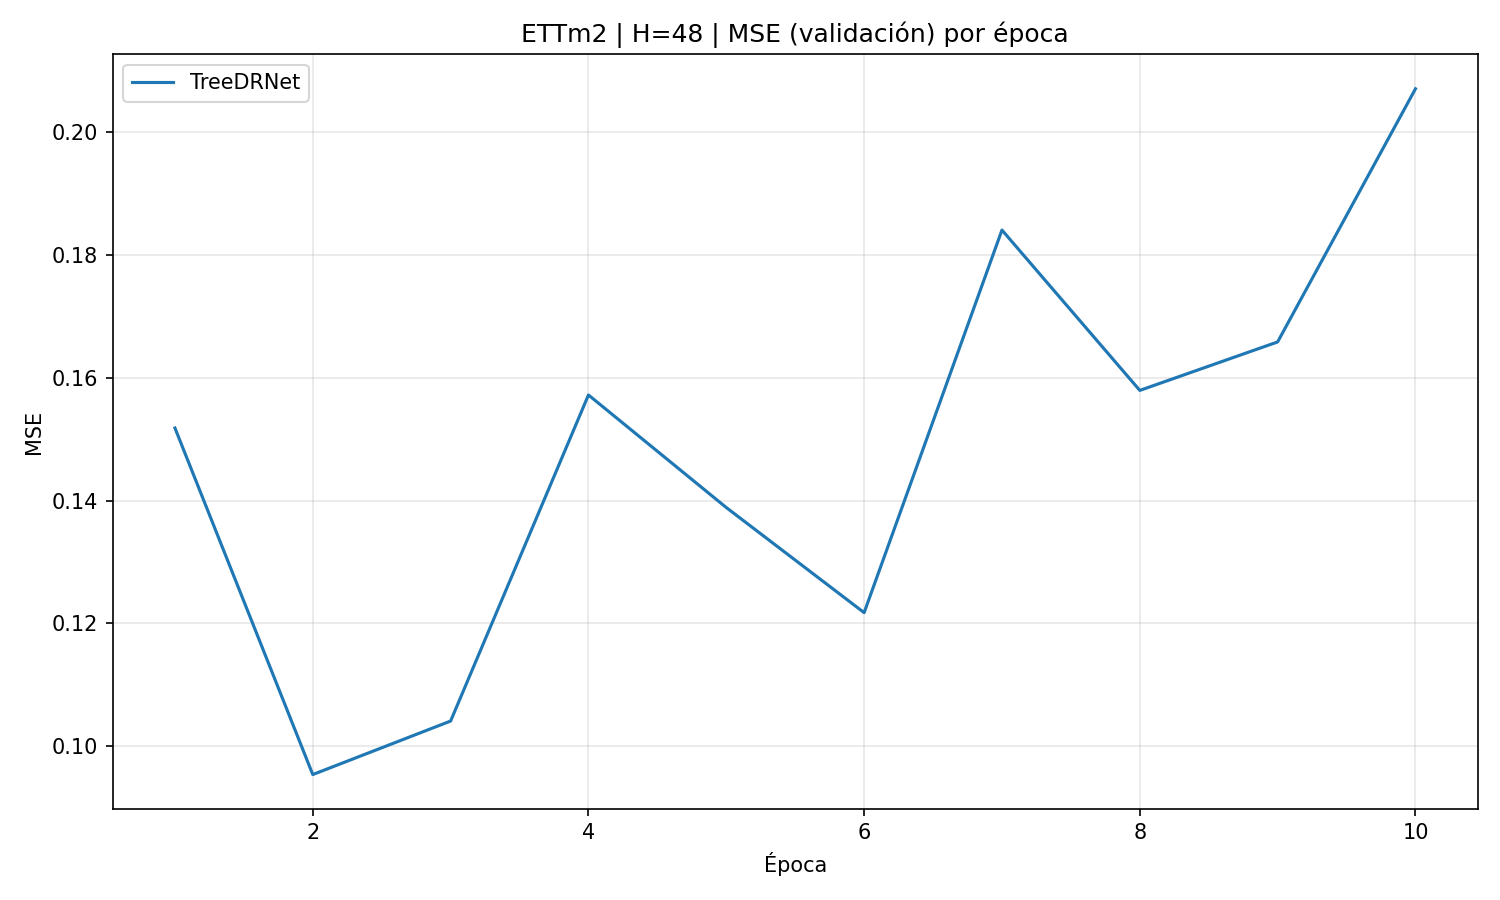 ETTm2 | H=48 | MSE (validación) por época
TreeDRNet
0.20
0.18
0.16
0.14
0.12
0.10
MSE
2 4 6 8 10
Época